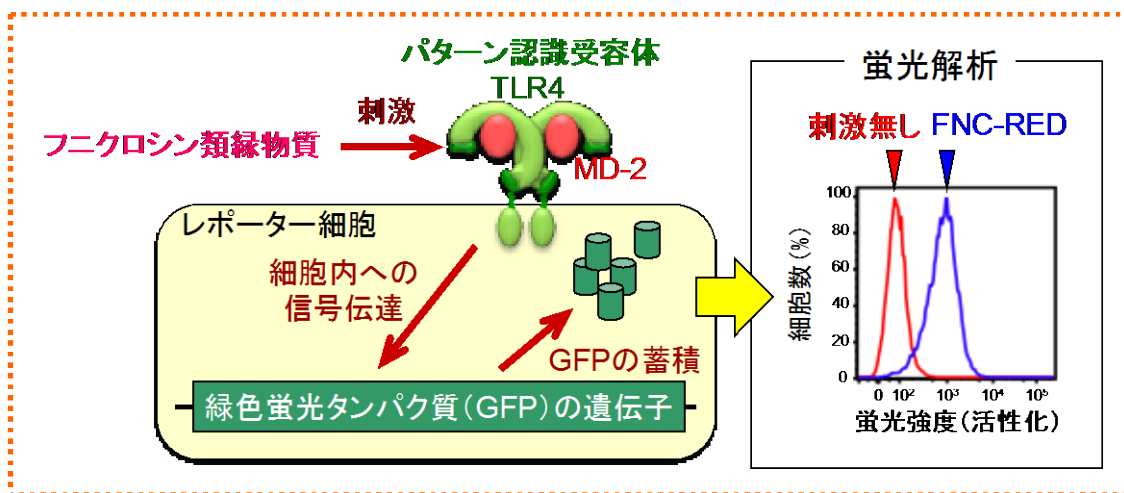 パターン認識受容体
TLR4
刺激
フニクロシン類縁物質
MD-2
レポーター細胞
細胞内への
信号伝達
GFPの蓄積
緑色蛍光タンパク質(GFP)の遺伝子
蛍光解析
刺激無し FNC-RED
細胞数(%)
100
80
60
40
20
0
0 10² 10³ 10⁴ 10⁵
蛍光強度(活性化)